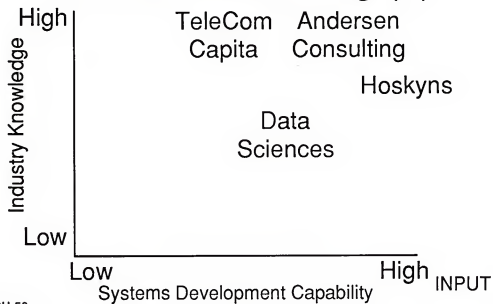 High
TeleCom Andersen
Capita Consulting
Hoskyns
Data
Sciences
Industry Knowledge
Low
Low High
INPUT
Systems Development Capability